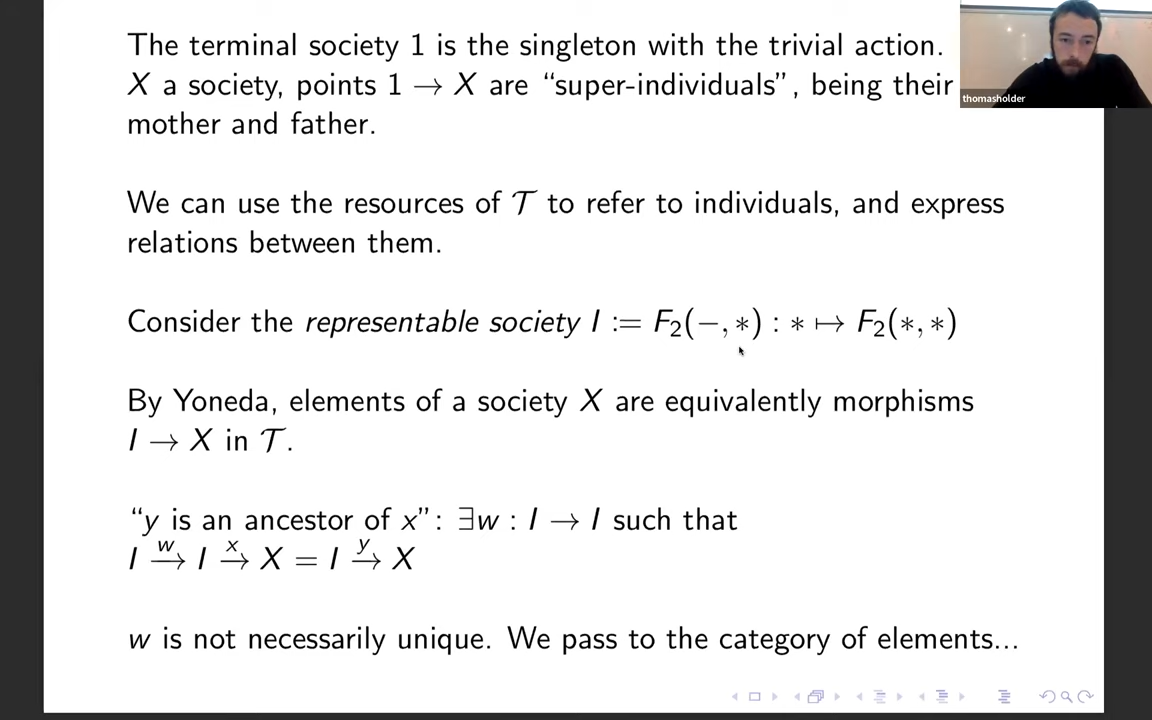 The terminal society 1 is the singleton with the trivial action.
X a society, points 1 → X are “super-individuals”, being their
mother and father.
thomasholder
We can use the resources of 𝒯 to refer to individuals, and express
relations between them.
Consider the representable society I := F₂(−, ∗) : ∗ ↦ F₂(∗, ∗)
By Yoneda, elements of a society X are equivalently morphisms
I → X in 𝒯.
“y is an ancestor of x”: ∃w : I → I such that
I →^w I →^x X = I →^y X
w is not necessarily unique. We pass to the category of elements...